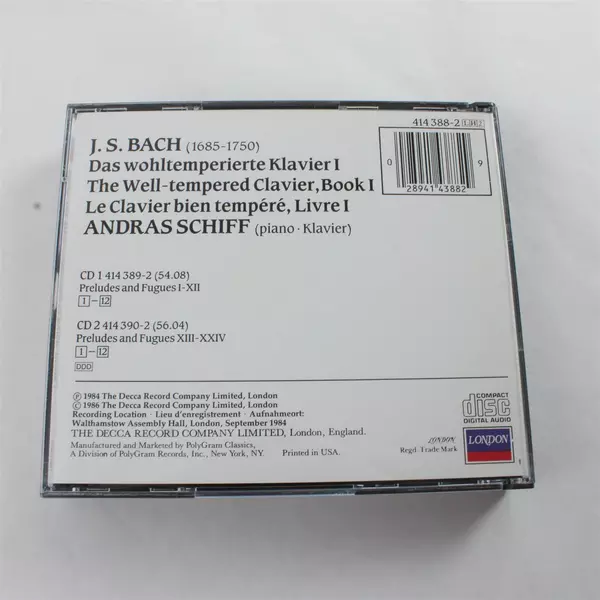 414 388-2 LH2
J. S. BACH (1685-1750)
Das wohltemperierte Klavier I
The Well-tempered Clavier, Book I
Le Clavier bien tempéré, Livre I
ANDRAS SCHIFF (piano · Klavier)
0 28941 43882 9
CD 1 414 389-2 (54.08)
Preludes and Fugues I-XII
1 – 12
CD 2 414 390-2 (56.04)
Preludes and Fugues XIII-XXIV
1 – 12
DDD
Ⓟ 1984 The Decca Record Company Limited, London
© 1986 The Decca Record Company Limited, London
Recording Location · Lieu d'enregistrement · Aufnahmeort:
Walthamstow Assembly Hall, London, September 1984
THE DECCA RECORD COMPANY LIMITED, London, England.
Manufactured and Marketed by PolyGram Classics,
A Division of PolyGram Records, Inc., New York, NY.
Printed in USA.
COMPACT
disc
DIGITAL AUDIO
LONDON
Regd. Trade Mark
LONDON
1